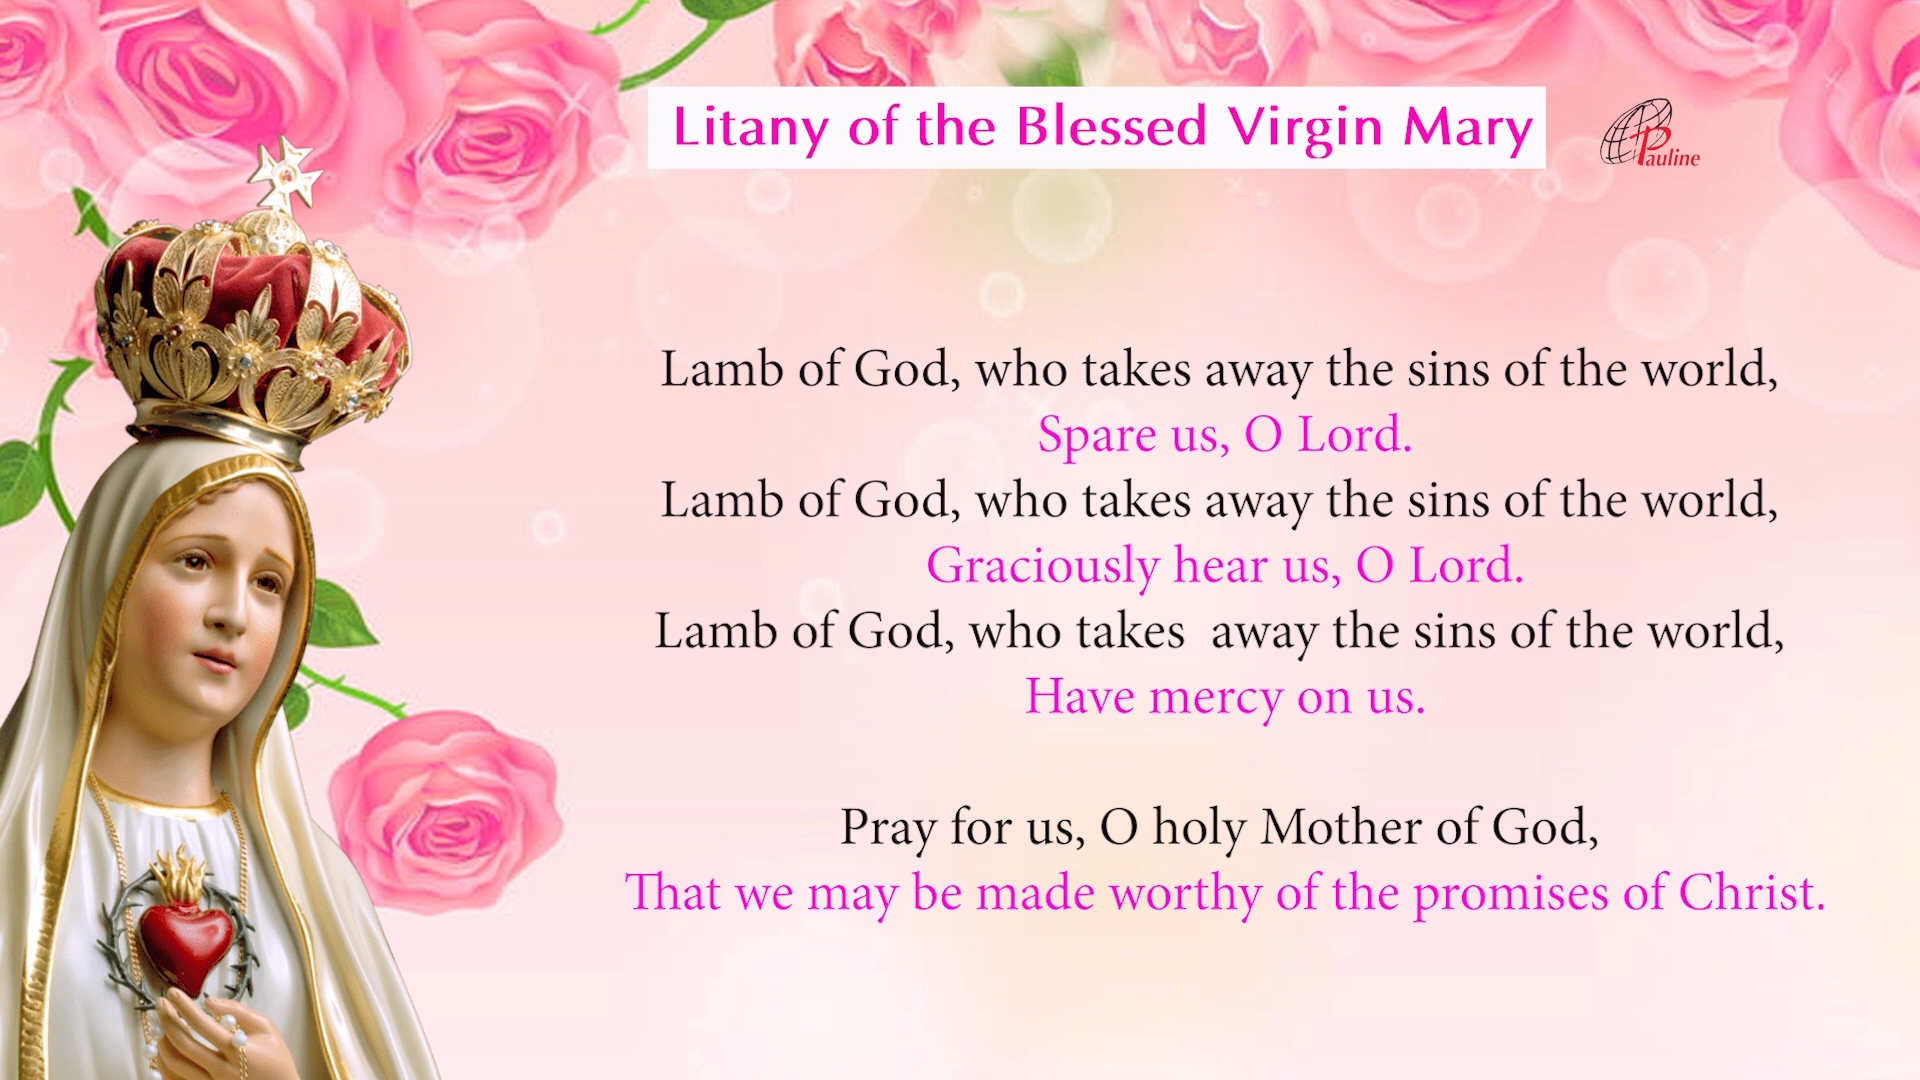 Litany of the Blessed Virgin Mary
Pauline
Lamb of God, who takes away the sins of the world,
Spare us, O Lord.
Lamb of God, who takes away the sins of the world,
Graciously hear us, O Lord.
Lamb of God, who takes  away the sins of the world,
Have mercy on us.
Pray for us, O holy Mother of God,
That we may be made worthy of the promises of Christ.